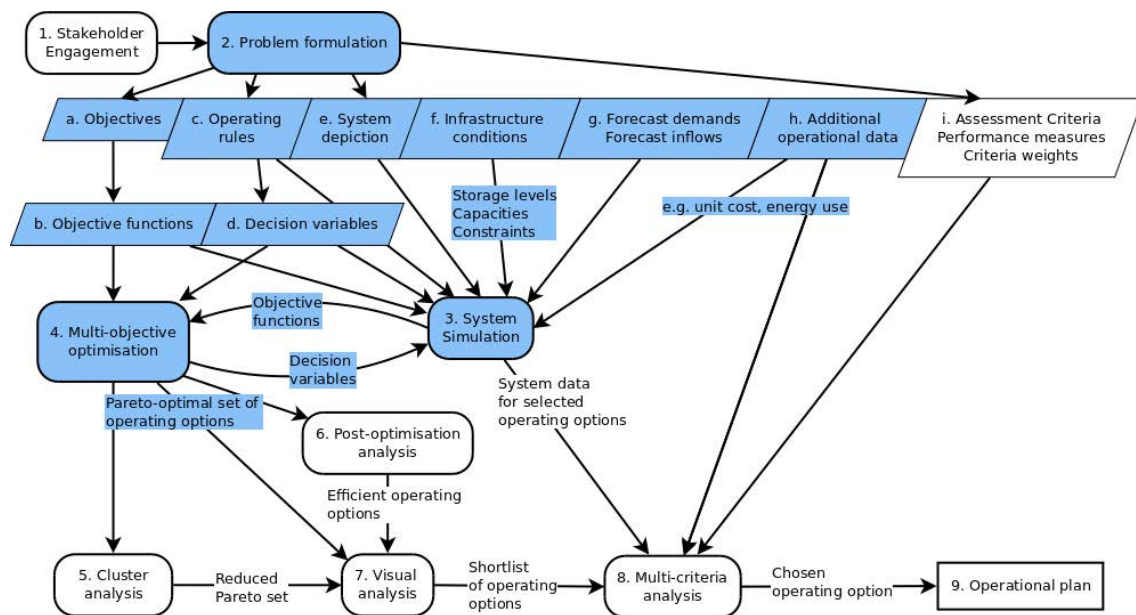 1. Stakeholder
Engagement
2. Problem formulation
a. Objectives
c. Operating
rules
e. System
depiction
f. Infrastructure
conditions
g. Forecast demands
Forecast inflows
h. Additional
operational data
i. Assessment Criteria
Performance measures
Criteria weights
Storage levels
Capacities
Constraints
e.g. unit cost, energy use
b. Objective functions
d. Decision variables
4. Multi-objective
optimisation
Objective
functions
3. System
Simulation
Decision
variables
Pareto-optimal set of
operating options
System data
for selected
operating options
6. Post-optimisation
analysis
Efficient operating
options
5. Cluster
analysis
Reduced
Pareto set
7. Visual
analysis
Shortlist
of operating
options
8. Multi-criteria
analysis
Chosen
operating option
9. Operational plan